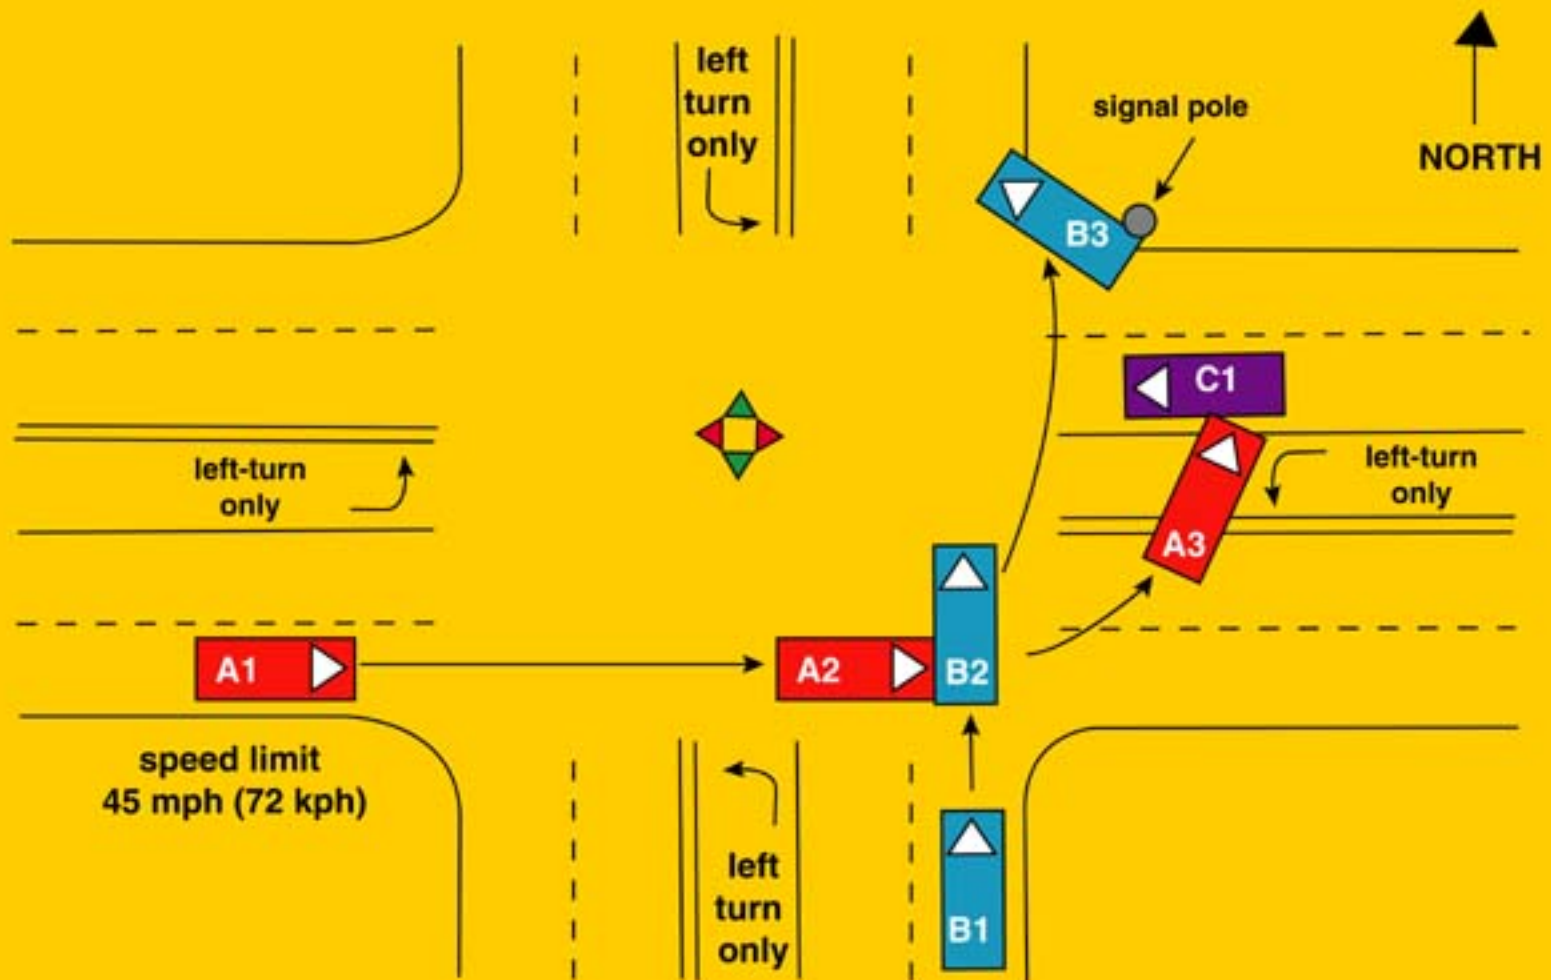 left
turn
only
signal pole
NORTH
B3
C1
left-turn
only
left-turn
only
A3
A1
A2
B2
speed limit
45 mph (72 kph)
left
turn
only
B1